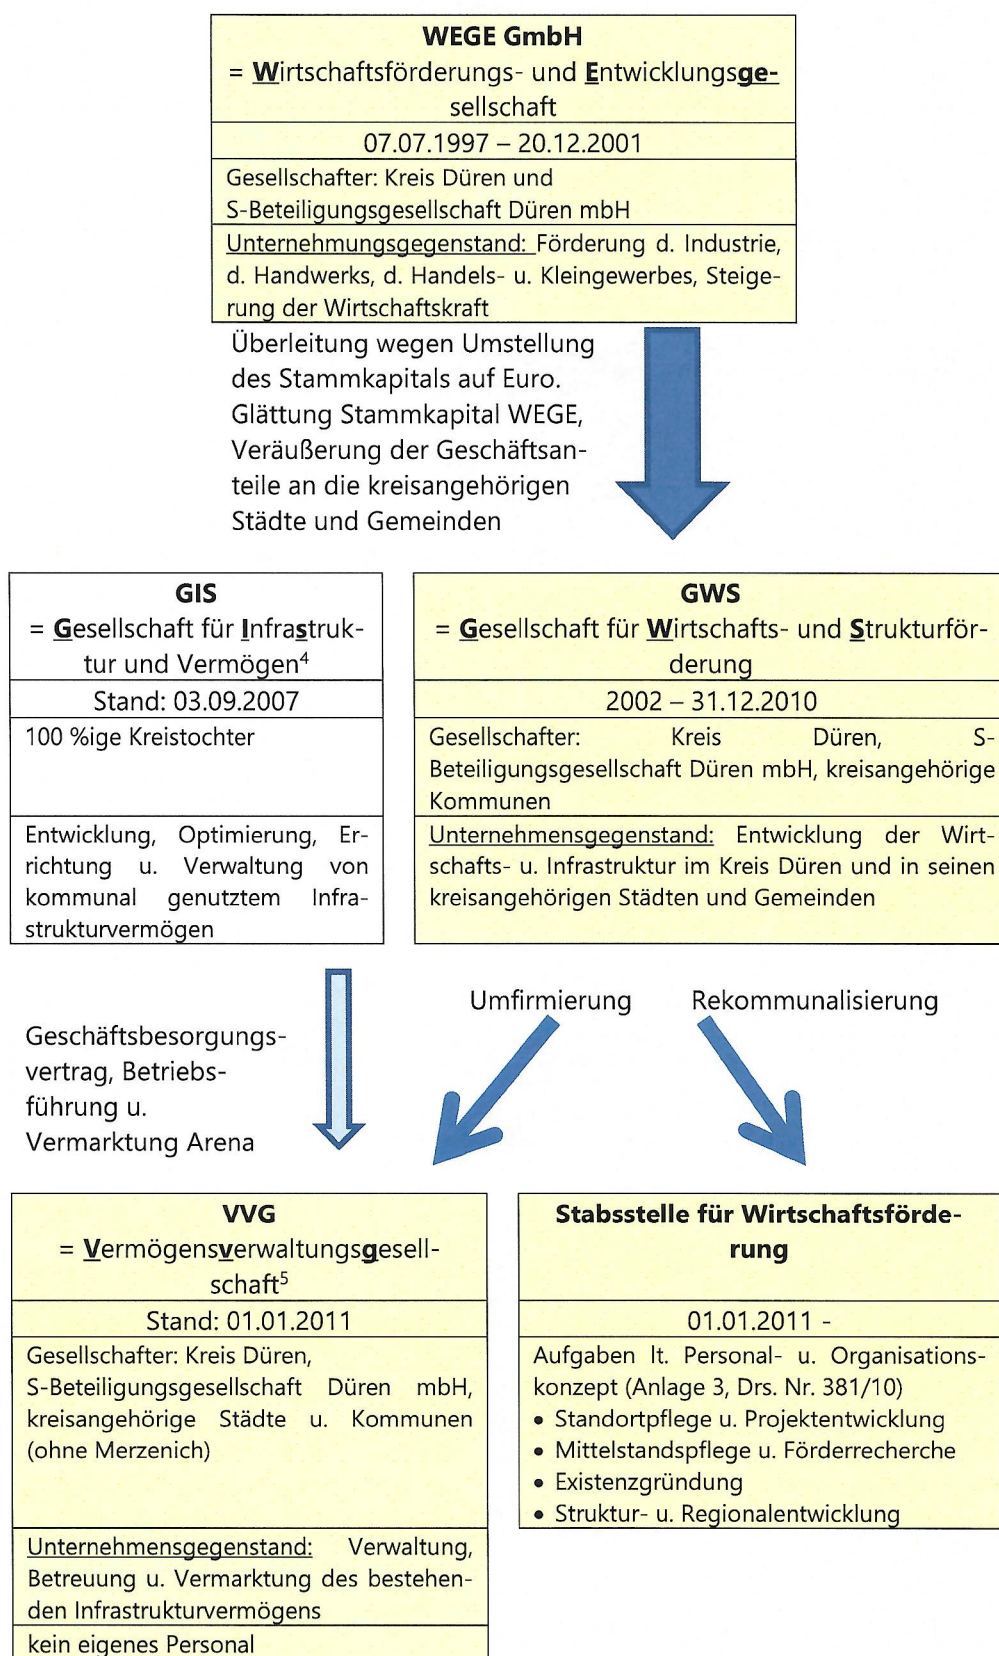 WEGE GmbH
= Wirtschaftsförderungs- und Entwicklungsge-
sellschaft
07.07.1997 – 20.12.2001
Gesellschafter: Kreis Düren und
S-Beteiligungsgesellschaft Düren mbH
Unternehmungsgegenstand: Förderung d. Industrie,
d. Handwerks, d. Handels- u. Kleingewerbes, Steige-
rung der Wirtschaftskraft
Überleitung wegen Umstellung
des Stammkapitals auf Euro.
Glättung Stammkapital WEGE,
Veräußerung der Geschäftsan-
teile an die kreisangehörigen
Städte und Gemeinden
GIS
= Gesellschaft für Infrastruk-
tur und Vermögen⁴
Stand: 03.09.2007
100 %ige Kreistochter
Entwicklung, Optimierung, Er-
richtung u. Verwaltung von
kommunal genutztem Infra-
strukturvermögen
GWS
= Gesellschaft für Wirtschafts- und Strukturför-
derung
2002 – 31.12.2010
Gesellschafter: Kreis Düren, S-
Beteiligungsgesellschaft Düren mbH, kreisangehörige
Kommunen
Unternehmensgegenstand: Entwicklung der Wirt-
schafts- u. Infrastruktur im Kreis Düren und in seinen
kreisangehörigen Städten und Gemeinden
Geschäftsbesorgungs-
vertrag, Betriebs-
führung u.
Vermarktung Arena
Umfirmierung
Rekommunalisierung
VVG
= Vermögensverwaltungsgesell-
schaft⁵
Stand: 01.01.2011
Gesellschafter: Kreis Düren,
S-Beteiligungsgesellschaft Düren mbH,
kreisangehörige Städte u. Kommunen
(ohne Merzenich)
Unternehmensgegenstand: Verwaltung,
Betreuung u. Vermarktung des bestehen-
den Infrastrukturvermögens
kein eigenes Personal
Stabsstelle für Wirtschaftsförde-
rung
01.01.2011 -
Aufgaben lt. Personal- u. Organisations-
konzept (Anlage 3, Drs. Nr. 381/10)
• Standortpflege u. Projektentwicklung
• Mittelstandspflege u. Förderrecherche
• Existenzgründung
• Struktur- u. Regionalentwicklung